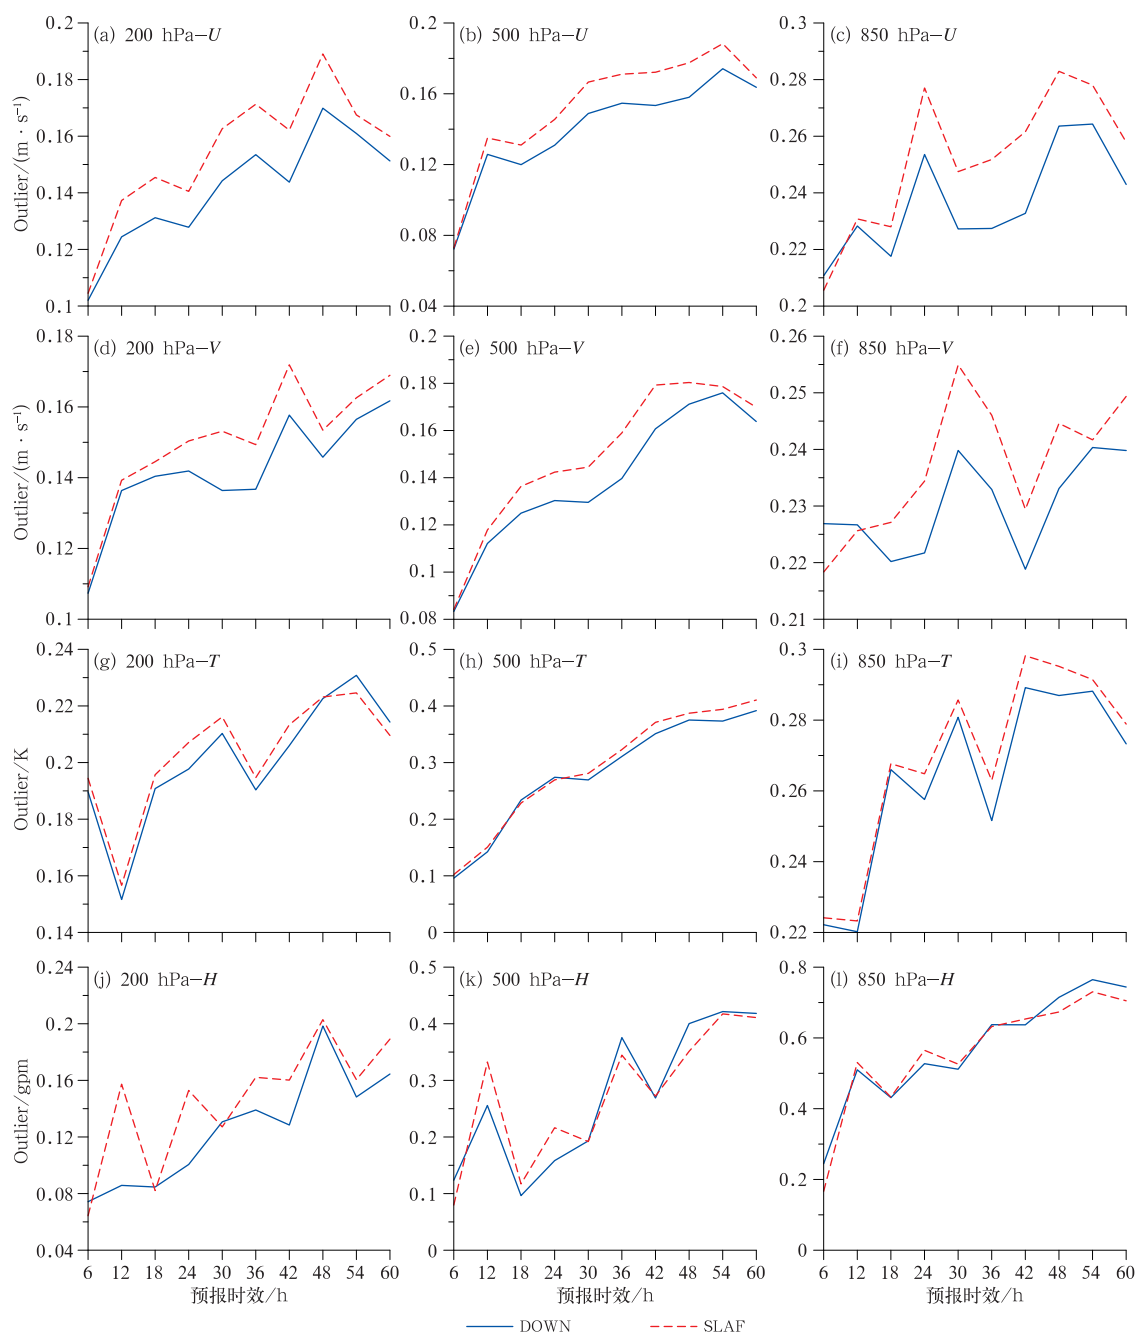 (a) 200 hPa–U
(b) 500 hPa–U
(c) 850 hPa–U
Outlier/(m · s⁻¹)
0.2
0.18
0.16
0.14
0.12
0.1
0.2
0.16
0.12
0.08
0.04
0.3
0.28
0.26
0.24
0.22
0.2
(d) 200 hPa–V
(e) 500 hPa–V
(f) 850 hPa–V
Outlier/(m · s⁻¹)
0.18
0.16
0.14
0.12
0.1
0.2
0.18
0.16
0.14
0.12
0.1
0.08
0.26
0.25
0.24
0.23
0.22
0.21
(g) 200 hPa–T
(h) 500 hPa–T
(i) 850 hPa–T
Outlier/K
0.24
0.22
0.2
0.18
0.16
0.14
0.5
0.4
0.3
0.2
0.1
0
0.3
0.28
0.26
0.24
0.22
(j) 200 hPa–H
(k) 500 hPa–H
(l) 850 hPa–H
Outlier/gpm
0.24
0.2
0.16
0.12
0.08
0.04
0.5
0.4
0.3
0.2
0.1
0
0.8
0.6
0.4
0.2
0
6 12 18 24 30 36 42 48 54 60
6 12 18 24 30 36 42 48 54 60
6 12 18 24 30 36 42 48 54 60
预报时效/h
预报时效/h
预报时效/h
DOWN
SLAF